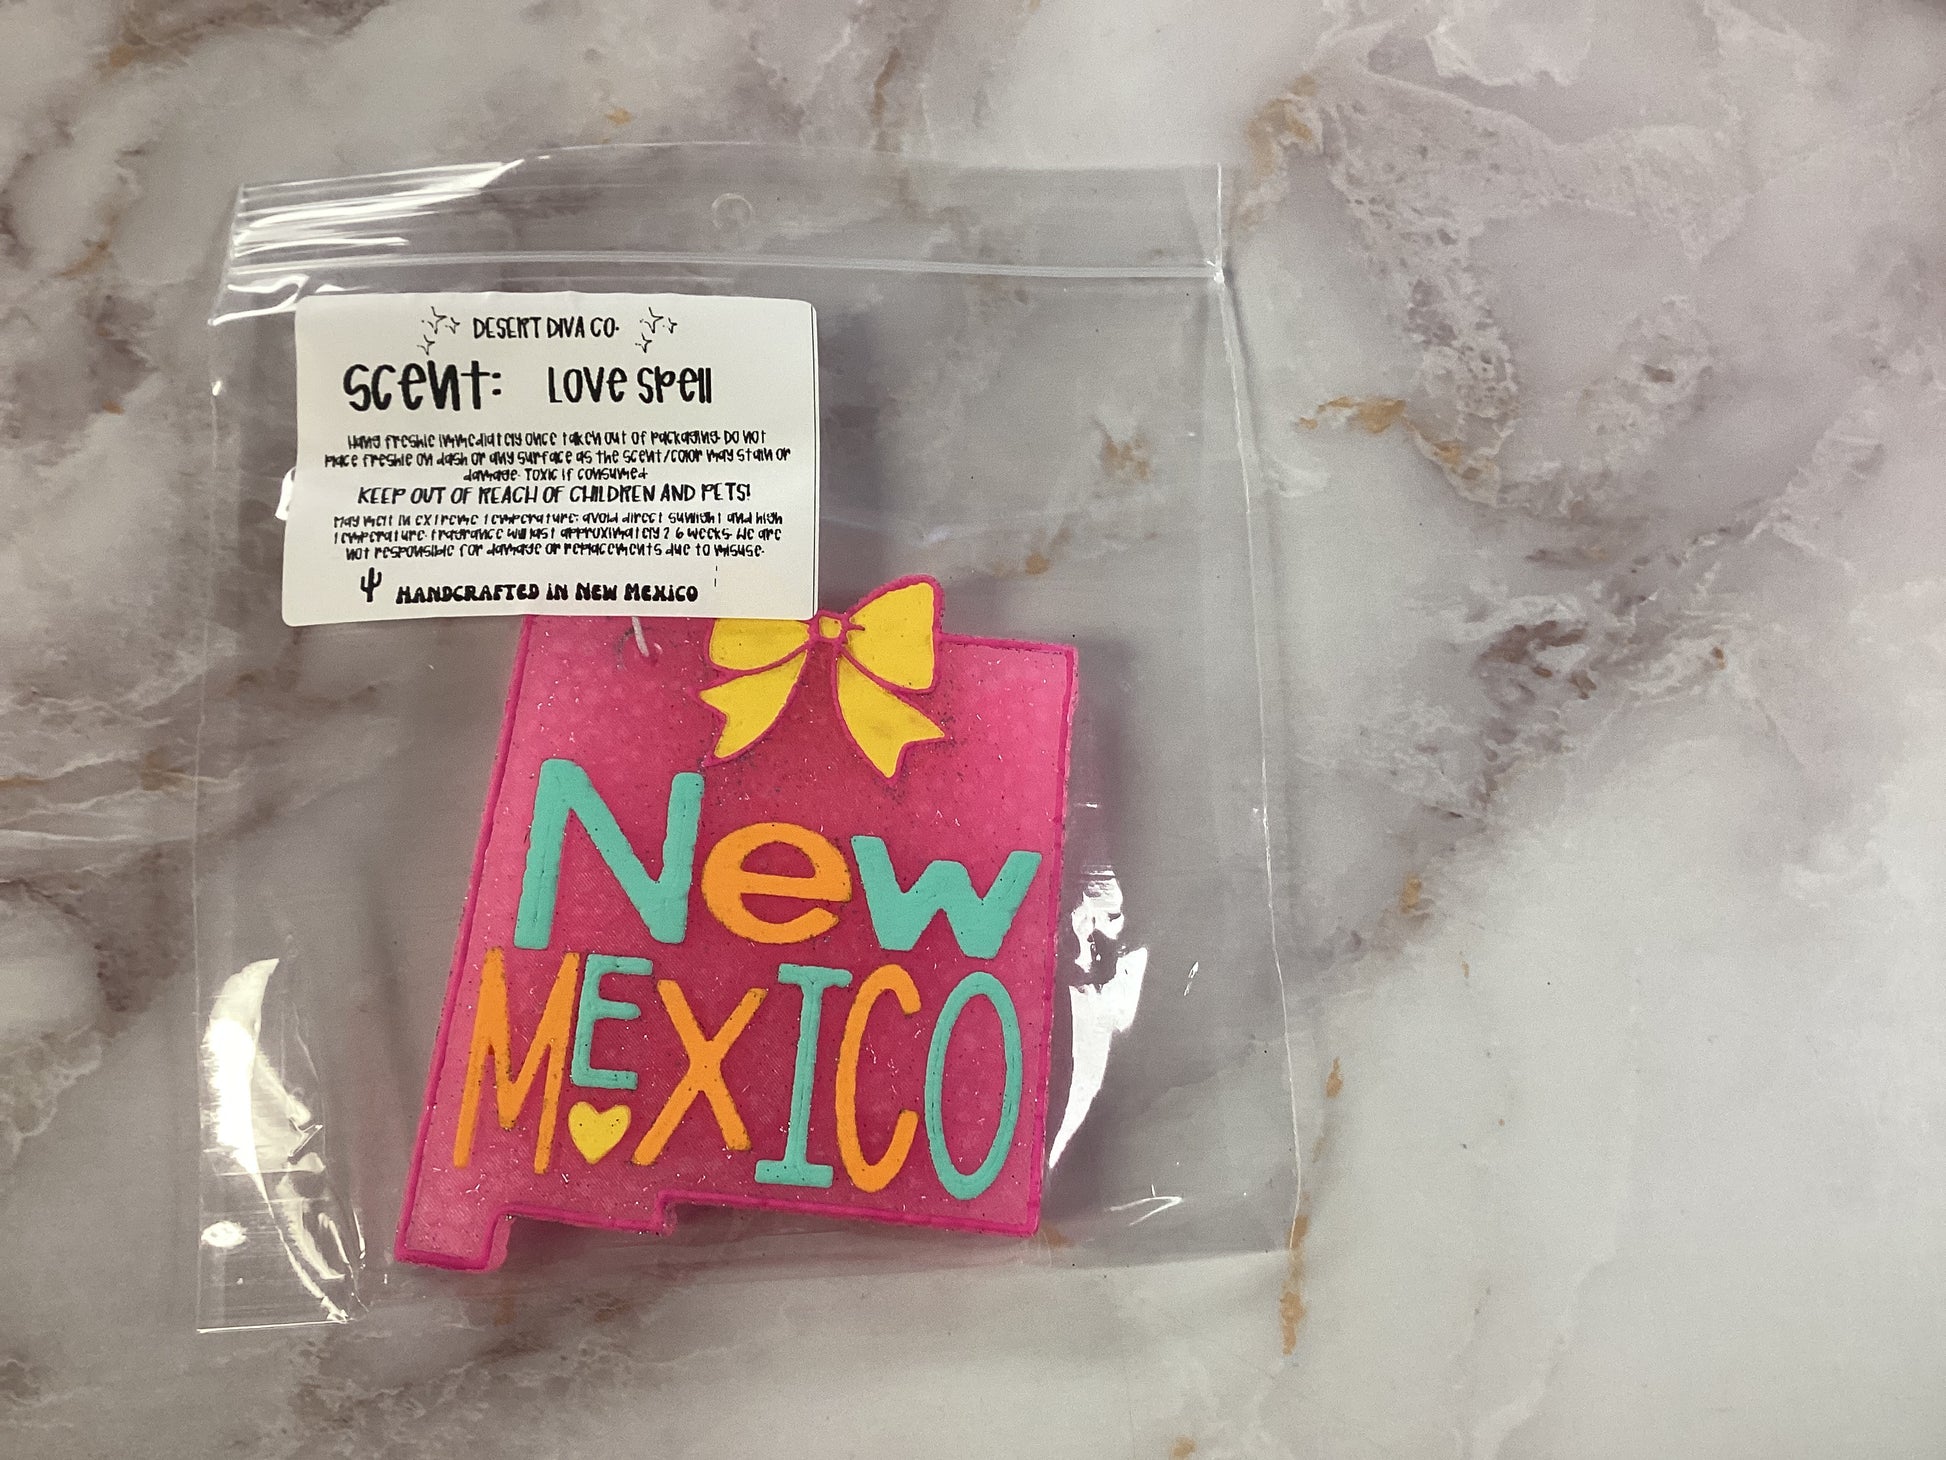 DESERT DIVA CO.
scent: Love Spell
Hang freshie immediately once taken out of packaging. Do not
place freshie on dash or any surface as the scent/color may stain or
damage. Toxic if consumed
KEEP OUT OF REACH OF CHILDREN AND PETS!
May melt in extreme temperature; avoid direct sunlight and high
temperature. Fragrance will last approximately 2-6 weeks. We are
not responsible for damage or replacements due to misuse.
HANDCRAFTED IN NEW MEXICO
New
MEXICO